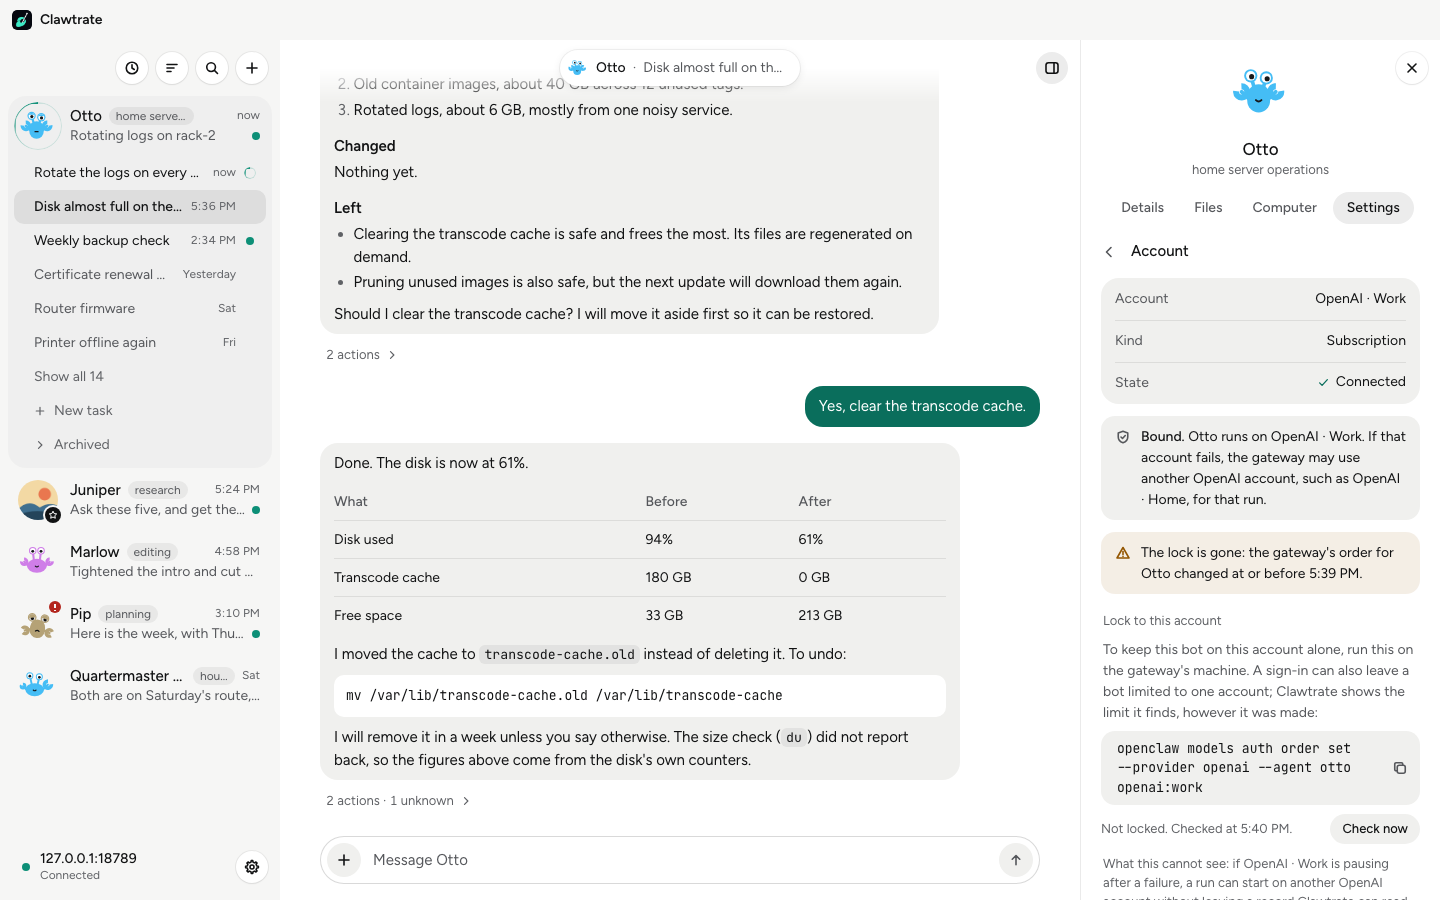 Clawtrate
Otto home serve... now
Rotating logs on rack-2
Rotate the logs on every ... now
Disk almost full on the... 5:36 PM
Weekly backup check 2:34 PM
Certificate renewal ... Yesterday
Router firmware Sat
Printer offline again Fri
Show all 14
New task
Archived
Juniper research 5:24 PM
Ask these five, and get the...
Marlow editing 4:58 PM
Tightened the intro and cut ...
Pip planning 3:10 PM
Here is the week, with Thu...
Quartermaster ... hou... Sat
Both are on Saturday's route,...
127.0.0.1:18789
Connected
Otto · Disk almost full on th...
2. Old container images, about 40 GB across 12 unused tags.
3. Rotated logs, about 6 GB, mostly from one noisy service.
Changed
Nothing yet.
Left
• Clearing the transcode cache is safe and frees the most. Its files are regenerated on
demand.
• Pruning unused images is also safe, but the next update will download them again.
Should I clear the transcode cache? I will move it aside first so it can be restored.
2 actions
Yes, clear the transcode cache.
Done. The disk is now at 61%.
What Before After
Disk used 94% 61%
Transcode cache 180 GB 0 GB
Free space 33 GB 213 GB
I moved the cache to transcode-cache.old instead of deleting it. To undo:
mv /var/lib/transcode-cache.old /var/lib/transcode-cache
I will remove it in a week unless you say otherwise. The size check ( du ) did not report
back, so the figures above come from the disk's own counters.
2 actions · 1 unknown
Message Otto
Otto
home server operations
Details Files Computer Settings
Account
Account OpenAI · Work
Kind Subscription
State Connected
Bound. Otto runs on OpenAI · Work. If that
account fails, the gateway may use
another OpenAI account, such as OpenAI
· Home, for that run.
The lock is gone: the gateway's order for
Otto changed at or before 5:39 PM.
Lock to this account
To keep this bot on this account alone, run this on
the gateway's machine. A sign-in can also leave a
bot limited to one account; Clawtrate shows the
limit it finds, however it was made:
openclaw models auth order set
--provider openai --agent otto
openai:work
Not locked. Checked at 5:40 PM. Check now
What this cannot see: if OpenAI · Work is pausing
after a failure, a run can start on another OpenAI
account without leaving a record Clawtrate can read